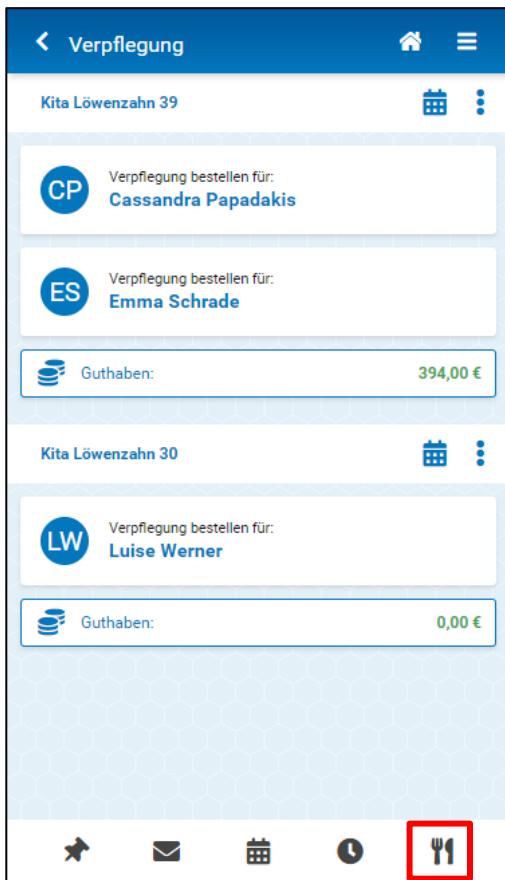 Verpflegung
Kita Löwenzahn 39
CP
Verpflegung bestellen für:
Cassandra Papadakis
ES
Verpflegung bestellen für:
Emma Schrade
Guthaben: 394,00 €
Kita Löwenzahn 30
LW
Verpflegung bestellen für:
Luise Werner
Guthaben: 0,00 €